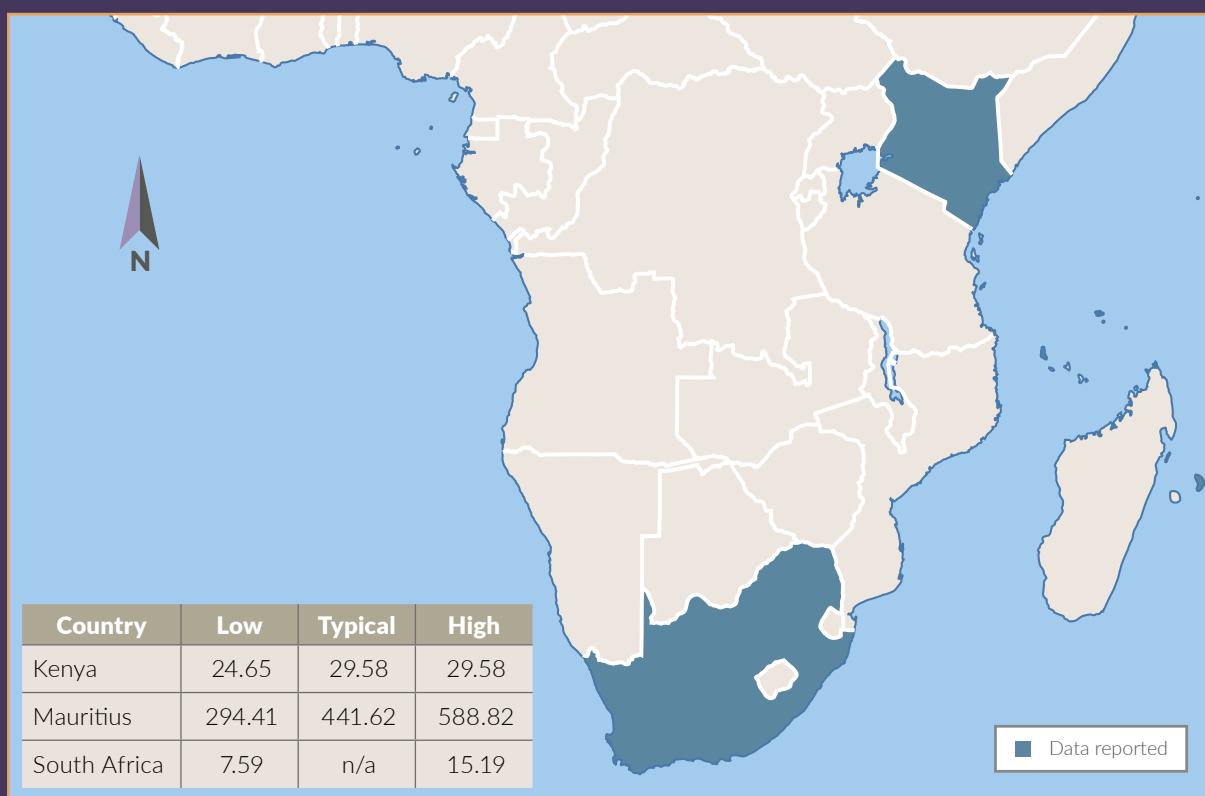 N
Country Low Typical High
Kenya 24.65 29.58 29.58
Mauritius 294.41 441.62 588.82
South Africa 7.59 n/a 15.19
Data reported